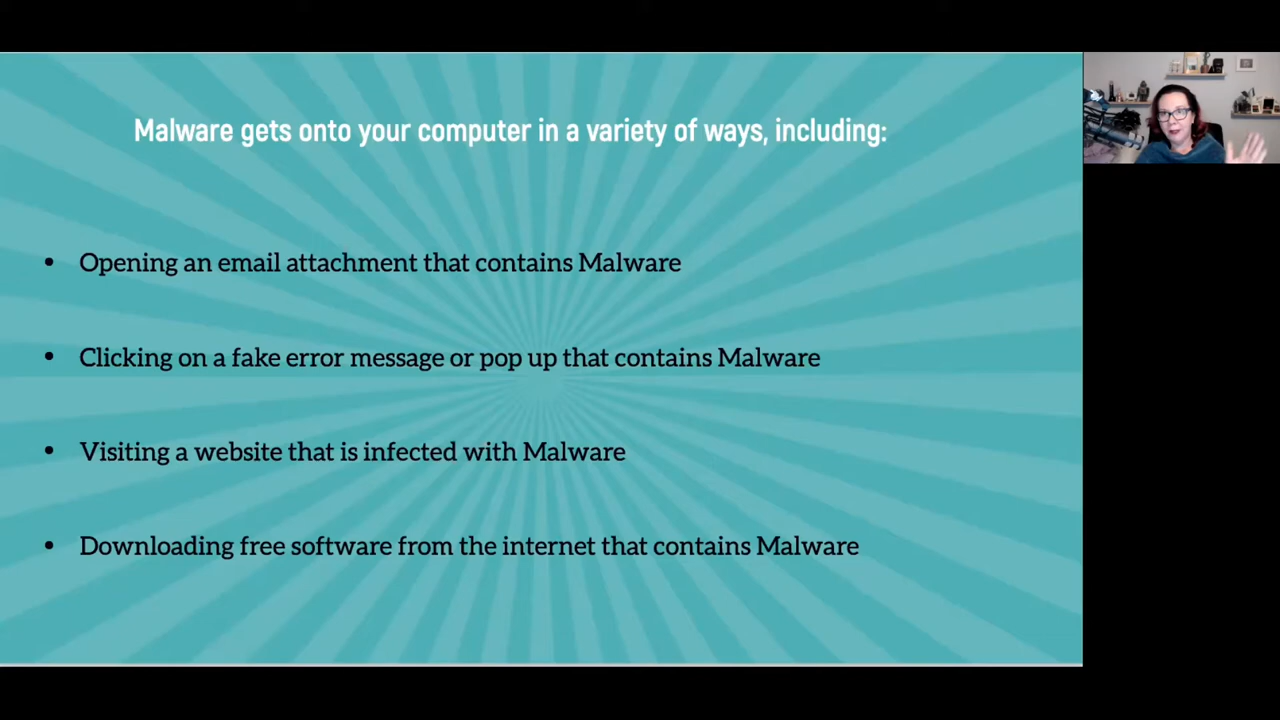 Malware gets onto your computer in a variety of ways, including:
• Opening an email attachment that contains Malware
• Clicking on a fake error message or pop up that contains Malware
• Visiting a website that is infected with Malware
• Downloading free software from the internet that contains Malware